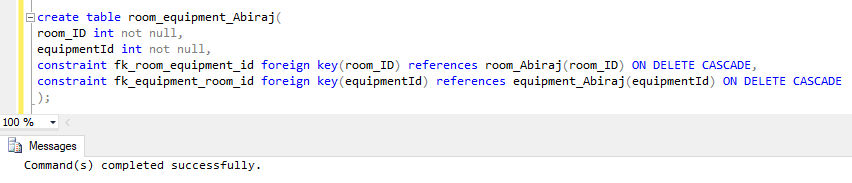 create table room_equipment_Abiraj(
room_ID int not null,
equipmentId int not null,
constraint fk_room_equipment_id foreign key(room_ID) references room_Abiraj(room_ID) ON DELETE CASCADE,
constraint fk_equipment_room_id foreign key(equipmentId) references equipment_Abiraj(equipmentId) ON DELETE CASCADE
);
100 %
Messages
Command(s) completed successfully.